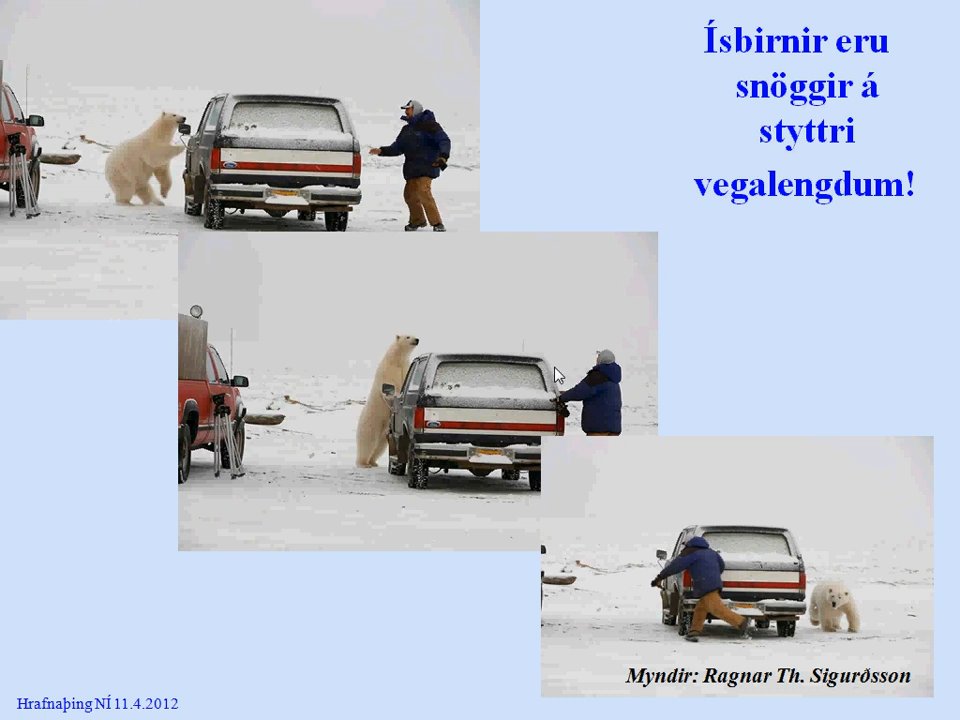 Ísbirnir eru
snöggir á
styttri
vegalengdum!
Myndir: Ragnar Th. Sigurðsson
Hrafnaþing NÍ 11.4.2012